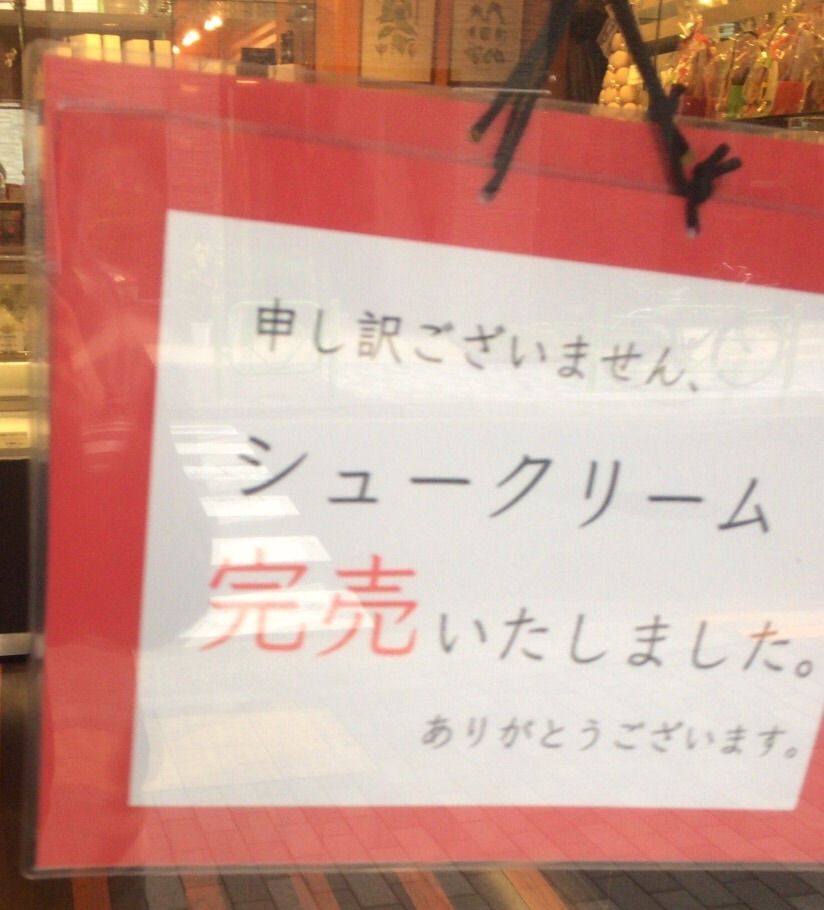 申し訳ございません、
シュークリーム
完売いたしました。
ありがとうございます。